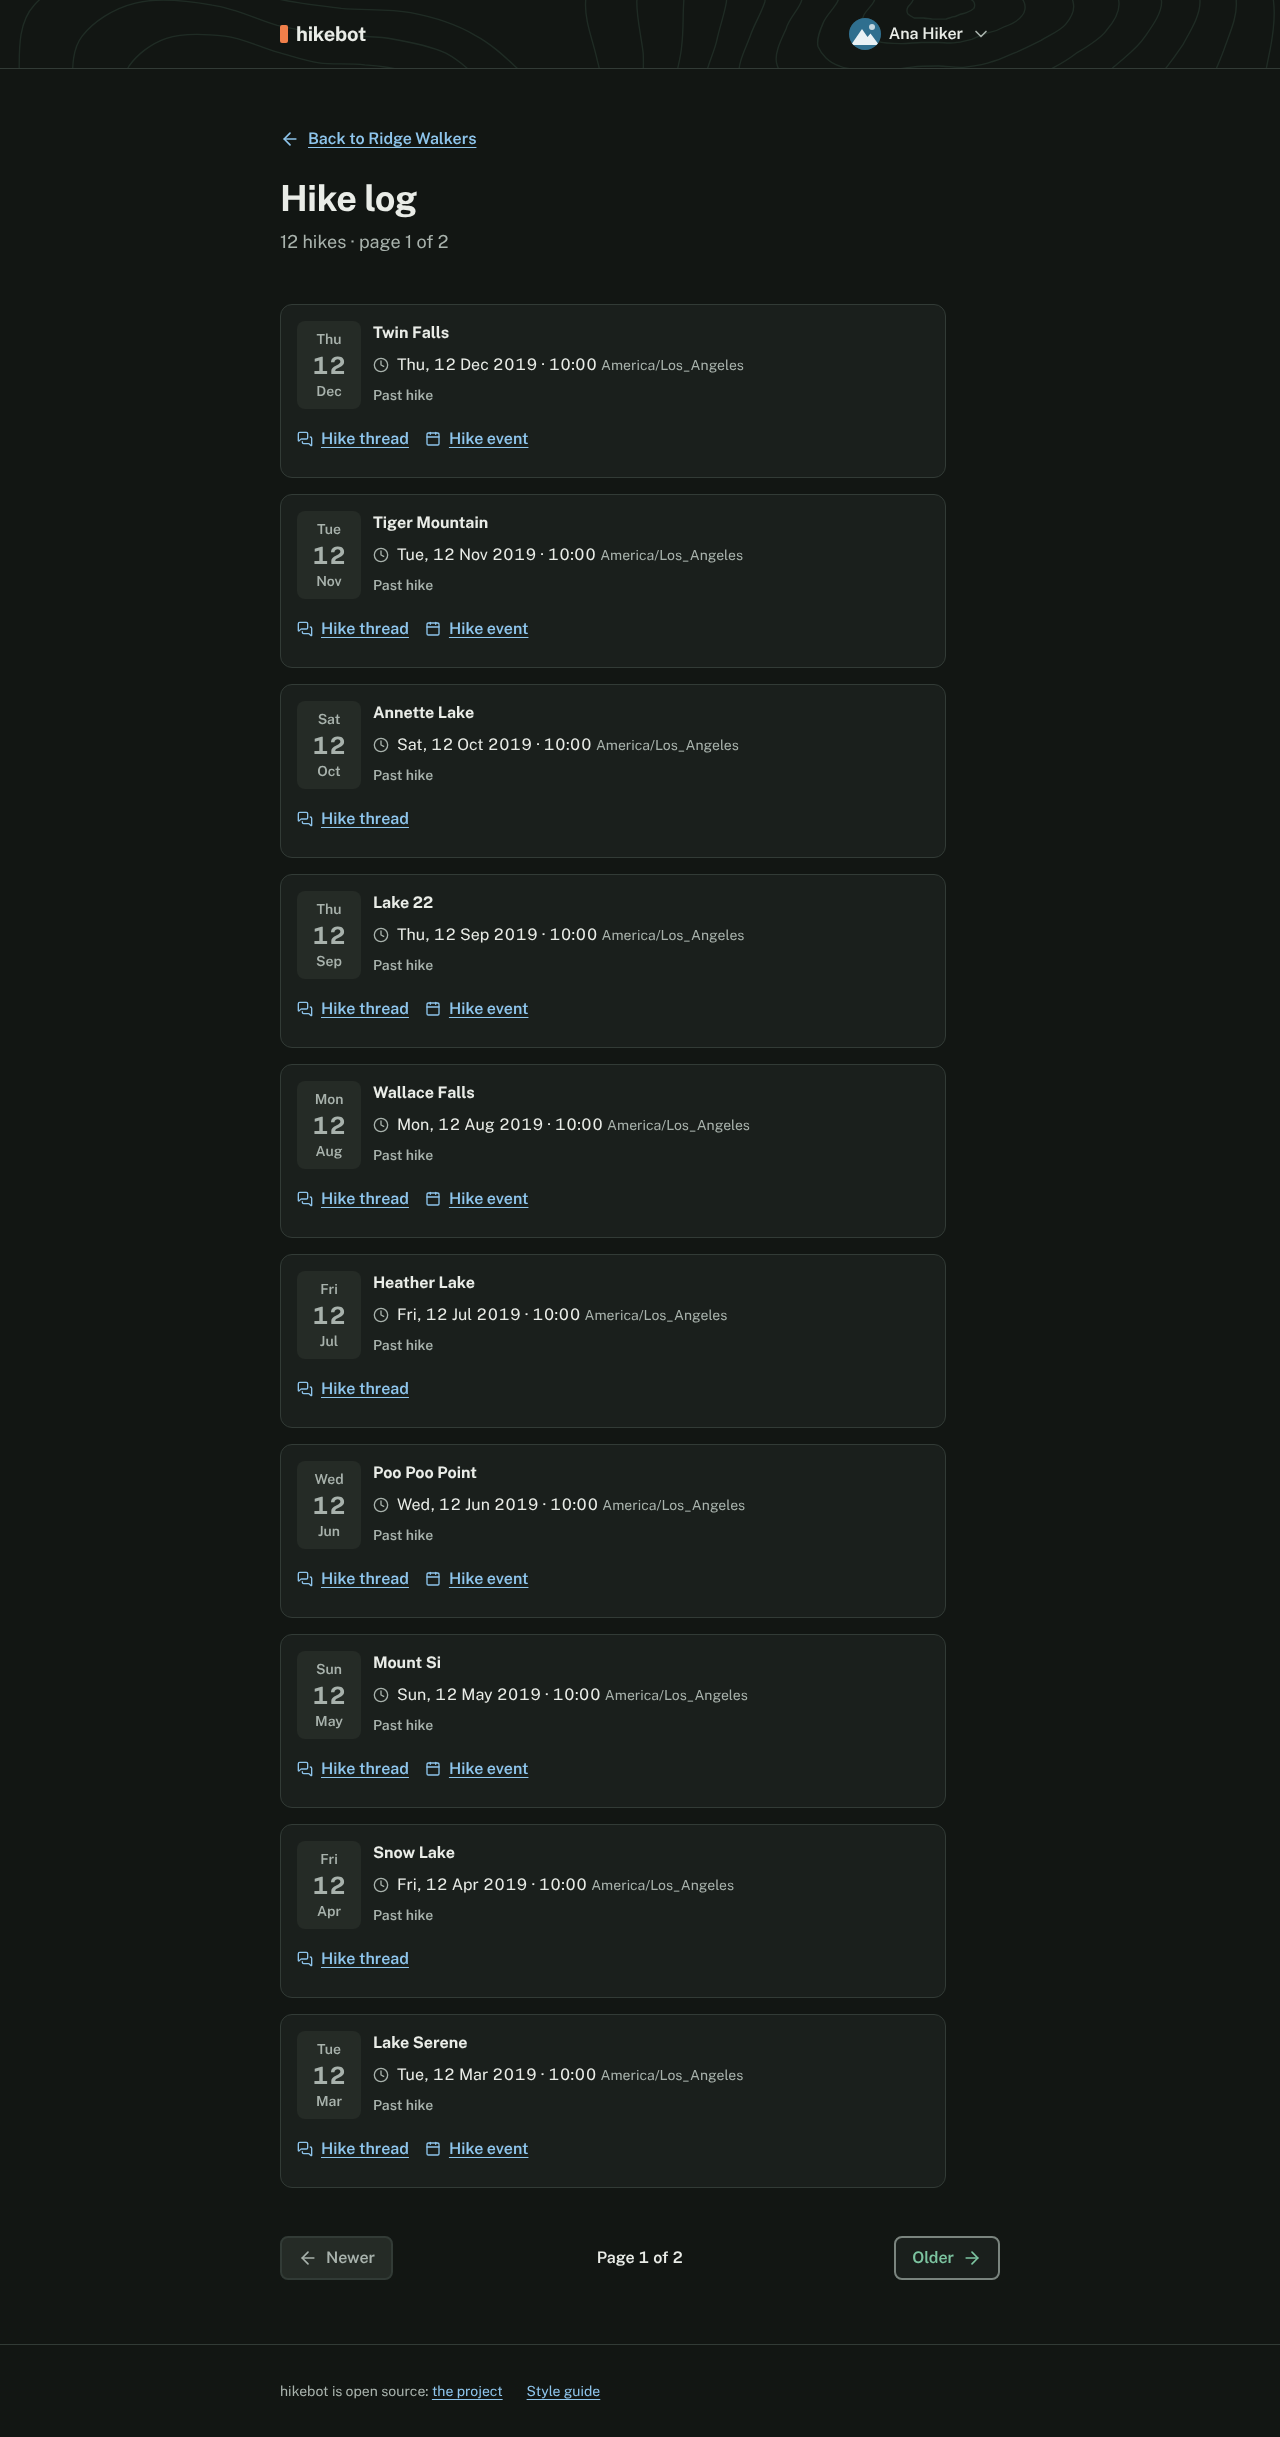 hikebot
Ana Hiker
Back to Ridge Walkers
Hike log
12 hikes · page 1 of 2
Thu
12
Dec
Twin Falls
Thu, 12 Dec 2019 · 10:00 America/Los_Angeles
Past hike
Hike thread Hike event
Tue
12
Nov
Tiger Mountain
Tue, 12 Nov 2019 · 10:00 America/Los_Angeles
Past hike
Hike thread Hike event
Sat
12
Oct
Annette Lake
Sat, 12 Oct 2019 · 10:00 America/Los_Angeles
Past hike
Hike thread
Thu
12
Sep
Lake 22
Thu, 12 Sep 2019 · 10:00 America/Los_Angeles
Past hike
Hike thread Hike event
Mon
12
Aug
Wallace Falls
Mon, 12 Aug 2019 · 10:00 America/Los_Angeles
Past hike
Hike thread Hike event
Fri
12
Jul
Heather Lake
Fri, 12 Jul 2019 · 10:00 America/Los_Angeles
Past hike
Hike thread
Wed
12
Jun
Poo Poo Point
Wed, 12 Jun 2019 · 10:00 America/Los_Angeles
Past hike
Hike thread Hike event
Sun
12
May
Mount Si
Sun, 12 May 2019 · 10:00 America/Los_Angeles
Past hike
Hike thread Hike event
Fri
12
Apr
Snow Lake
Fri, 12 Apr 2019 · 10:00 America/Los_Angeles
Past hike
Hike thread
Tue
12
Mar
Lake Serene
Tue, 12 Mar 2019 · 10:00 America/Los_Angeles
Past hike
Hike thread Hike event
Newer
Page 1 of 2
Older
hikebot is open source: the project Style guide